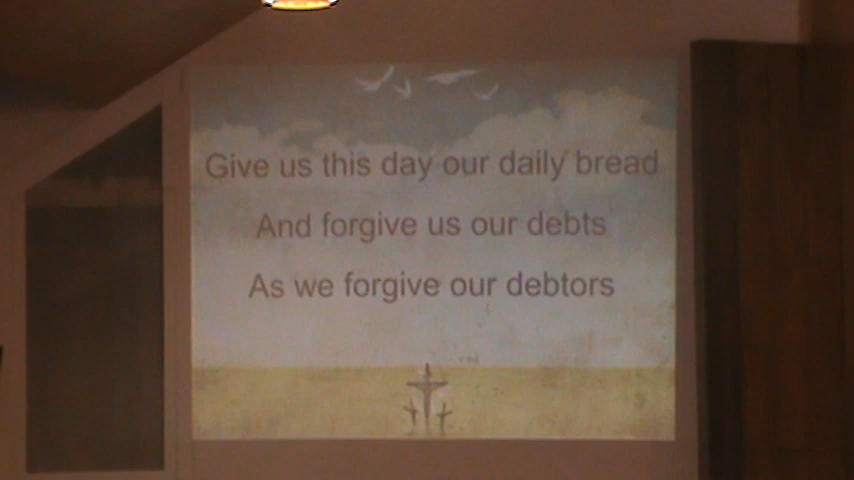 Give us this day our daily bread
And forgive us our debts
As we forgive our debtors